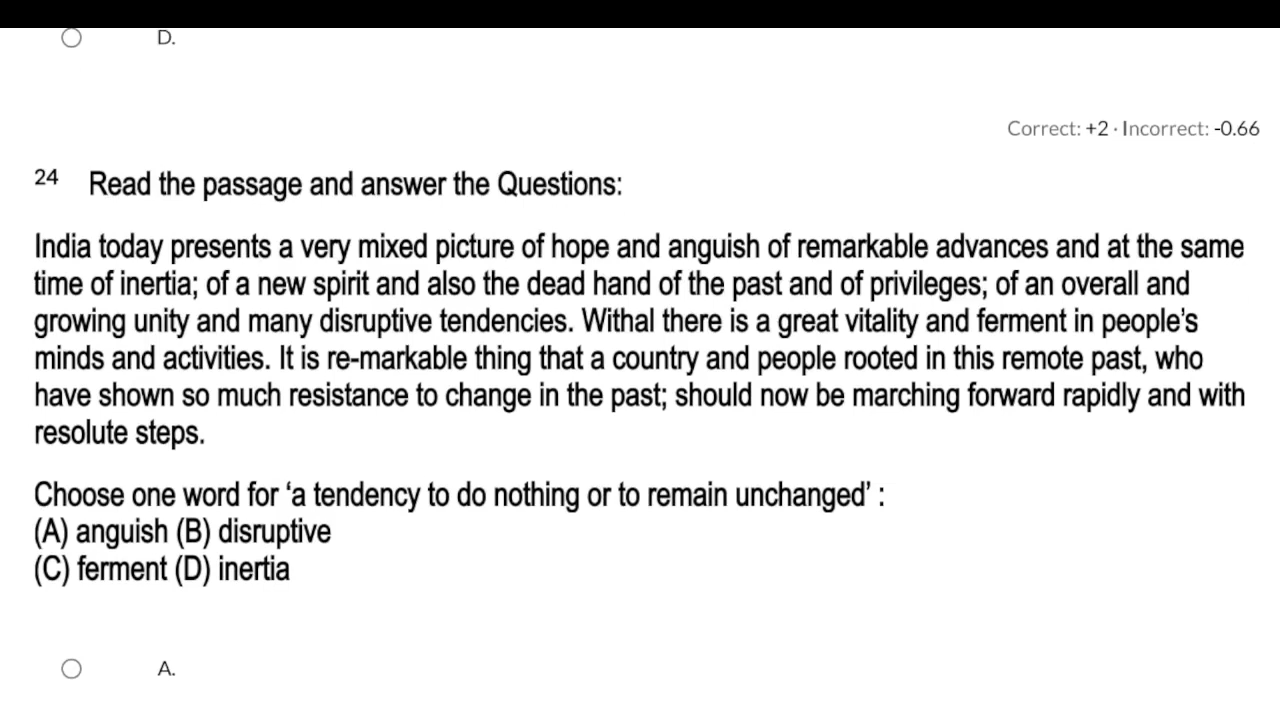 D.
Correct: +2 · Incorrect: -0.66
24 Read the passage and answer the Questions:
India today presents a very mixed picture of hope and anguish of remarkable advances and at the same
time of inertia; of a new spirit and also the dead hand of the past and of privileges; of an overall and
growing unity and many disruptive tendencies. Withal there is a great vitality and ferment in people's
minds and activities. It is re-markable thing that a country and people rooted in this remote past, who
have shown so much resistance to change in the past; should now be marching forward rapidly and with
resolute steps.
Choose one word for ‘a tendency to do nothing or to remain unchanged’ :
(A) anguish (B) disruptive
(C) ferment (D) inertia
A.